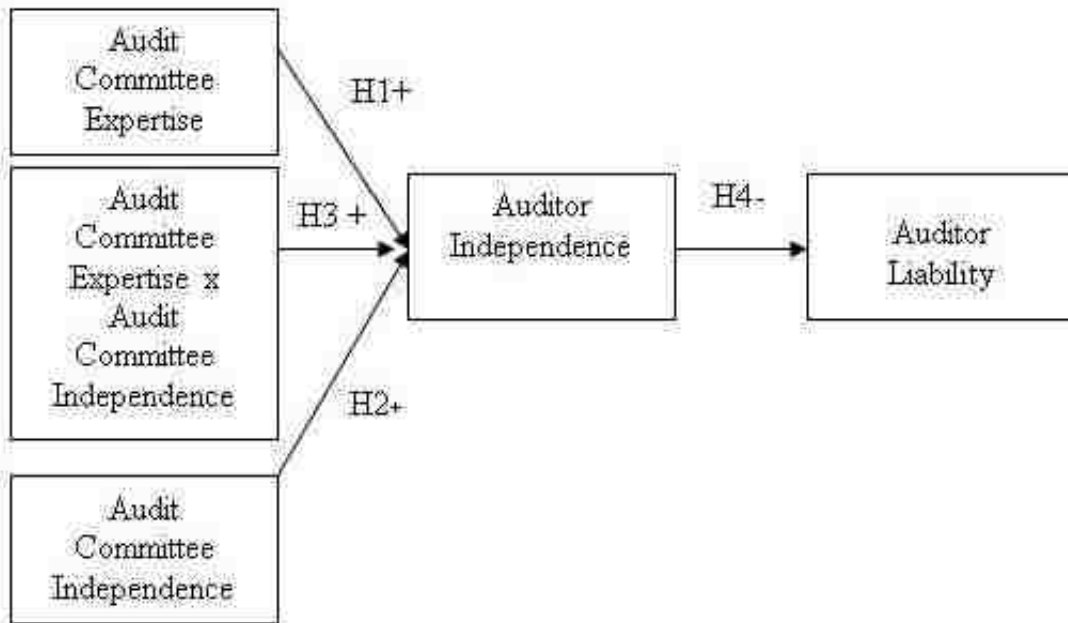 Audit
Committee
Expertise
H1+
Audit
Committee
Expertise x
Audit
Committee
Independence
H3 +
Auditor
Independence
H4-
Auditor
Liability
H2+
Audit
Committee
Independence